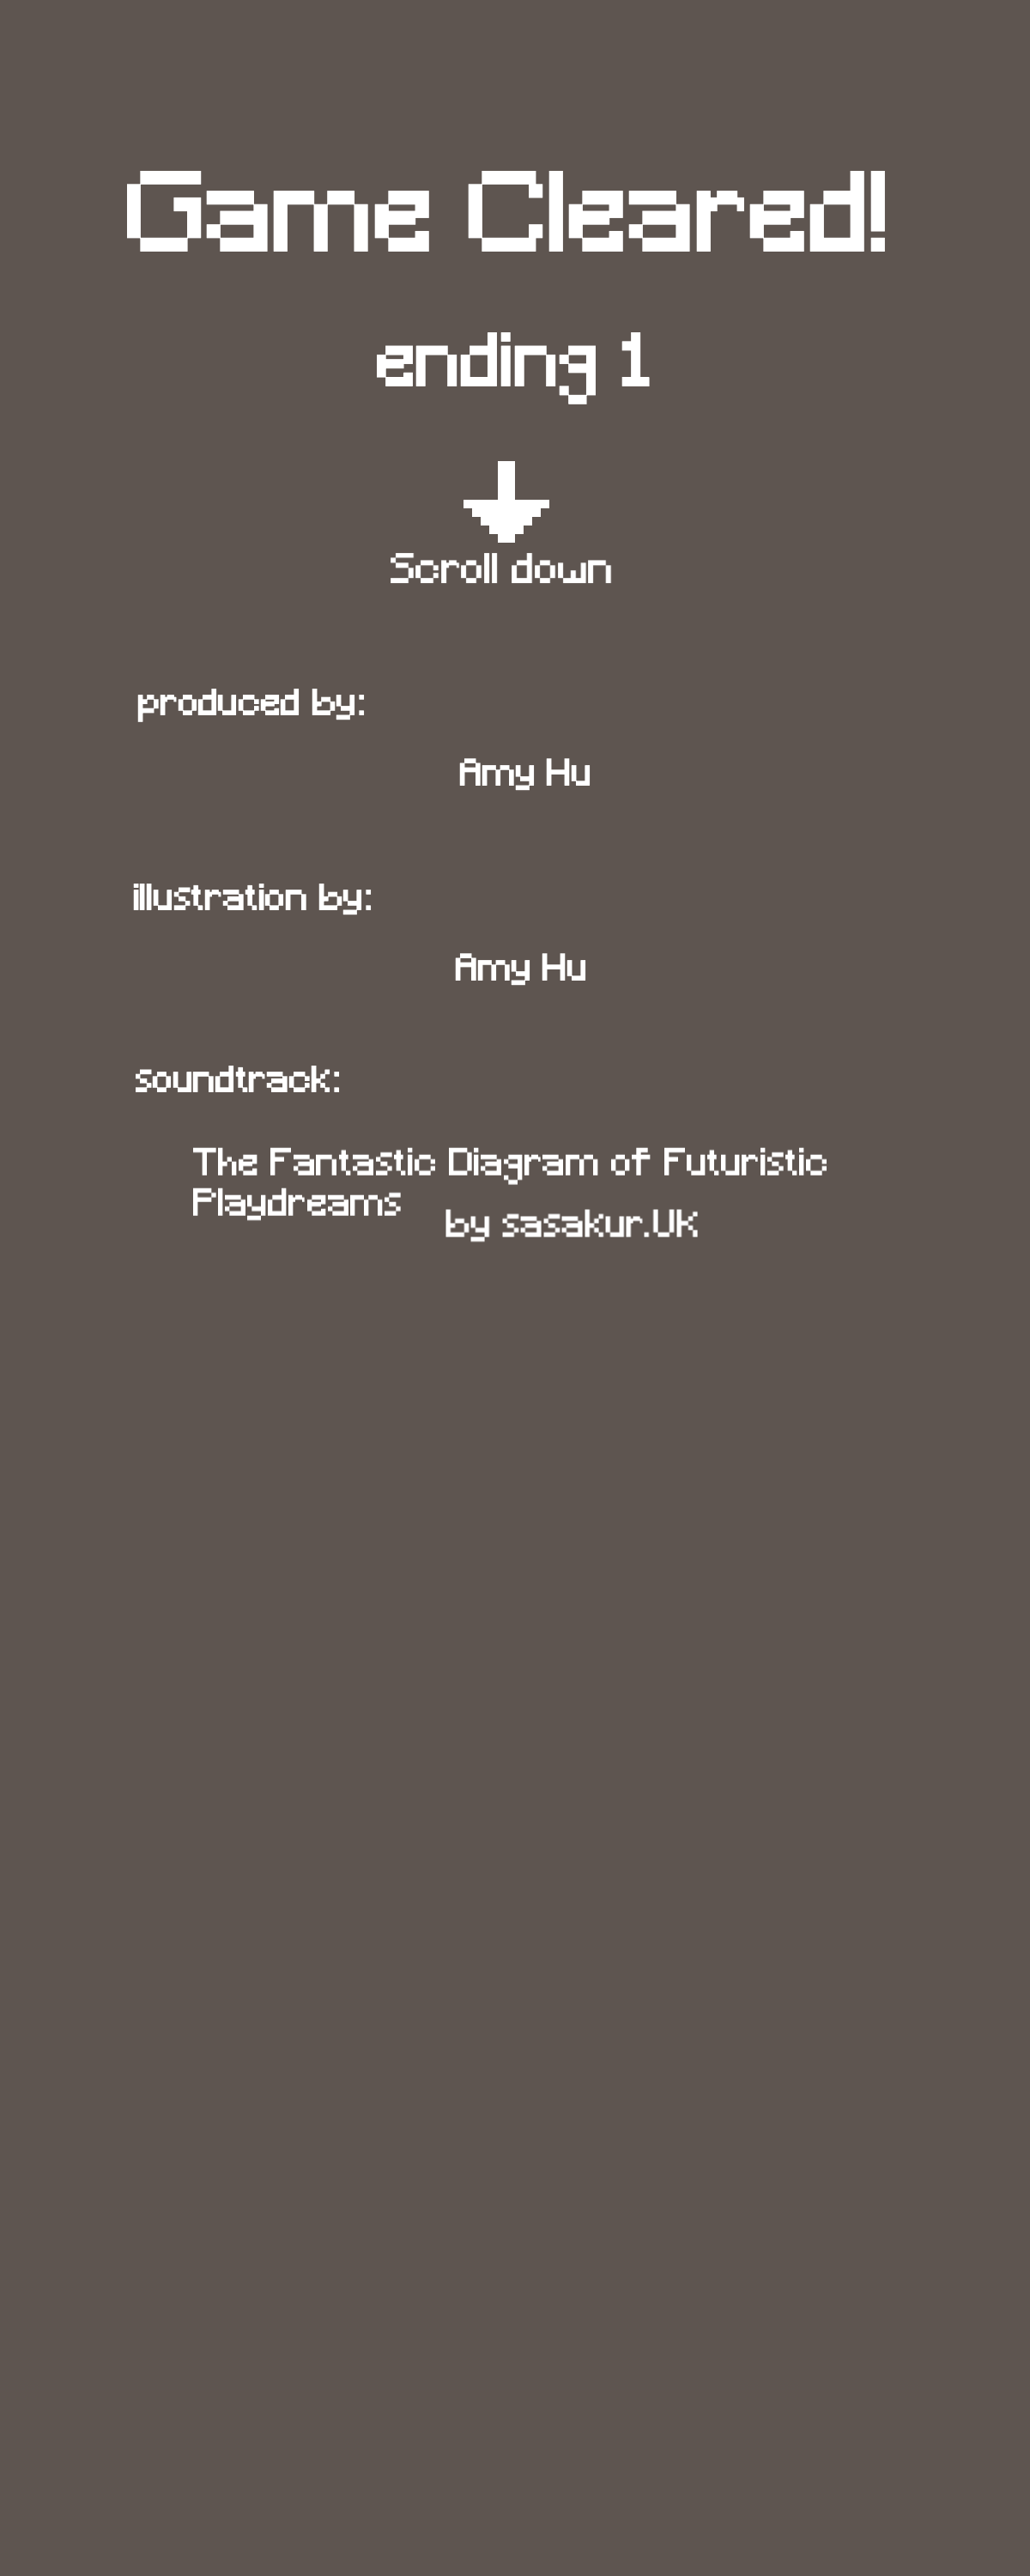 Game Cleared!
ending 1
Scroll down
produced by:
Amy Hu
illustration by:
Amy Hu
soundtrack:
The Fantastic Diagram of Futuristic
Playdreams
by sasakur.UK